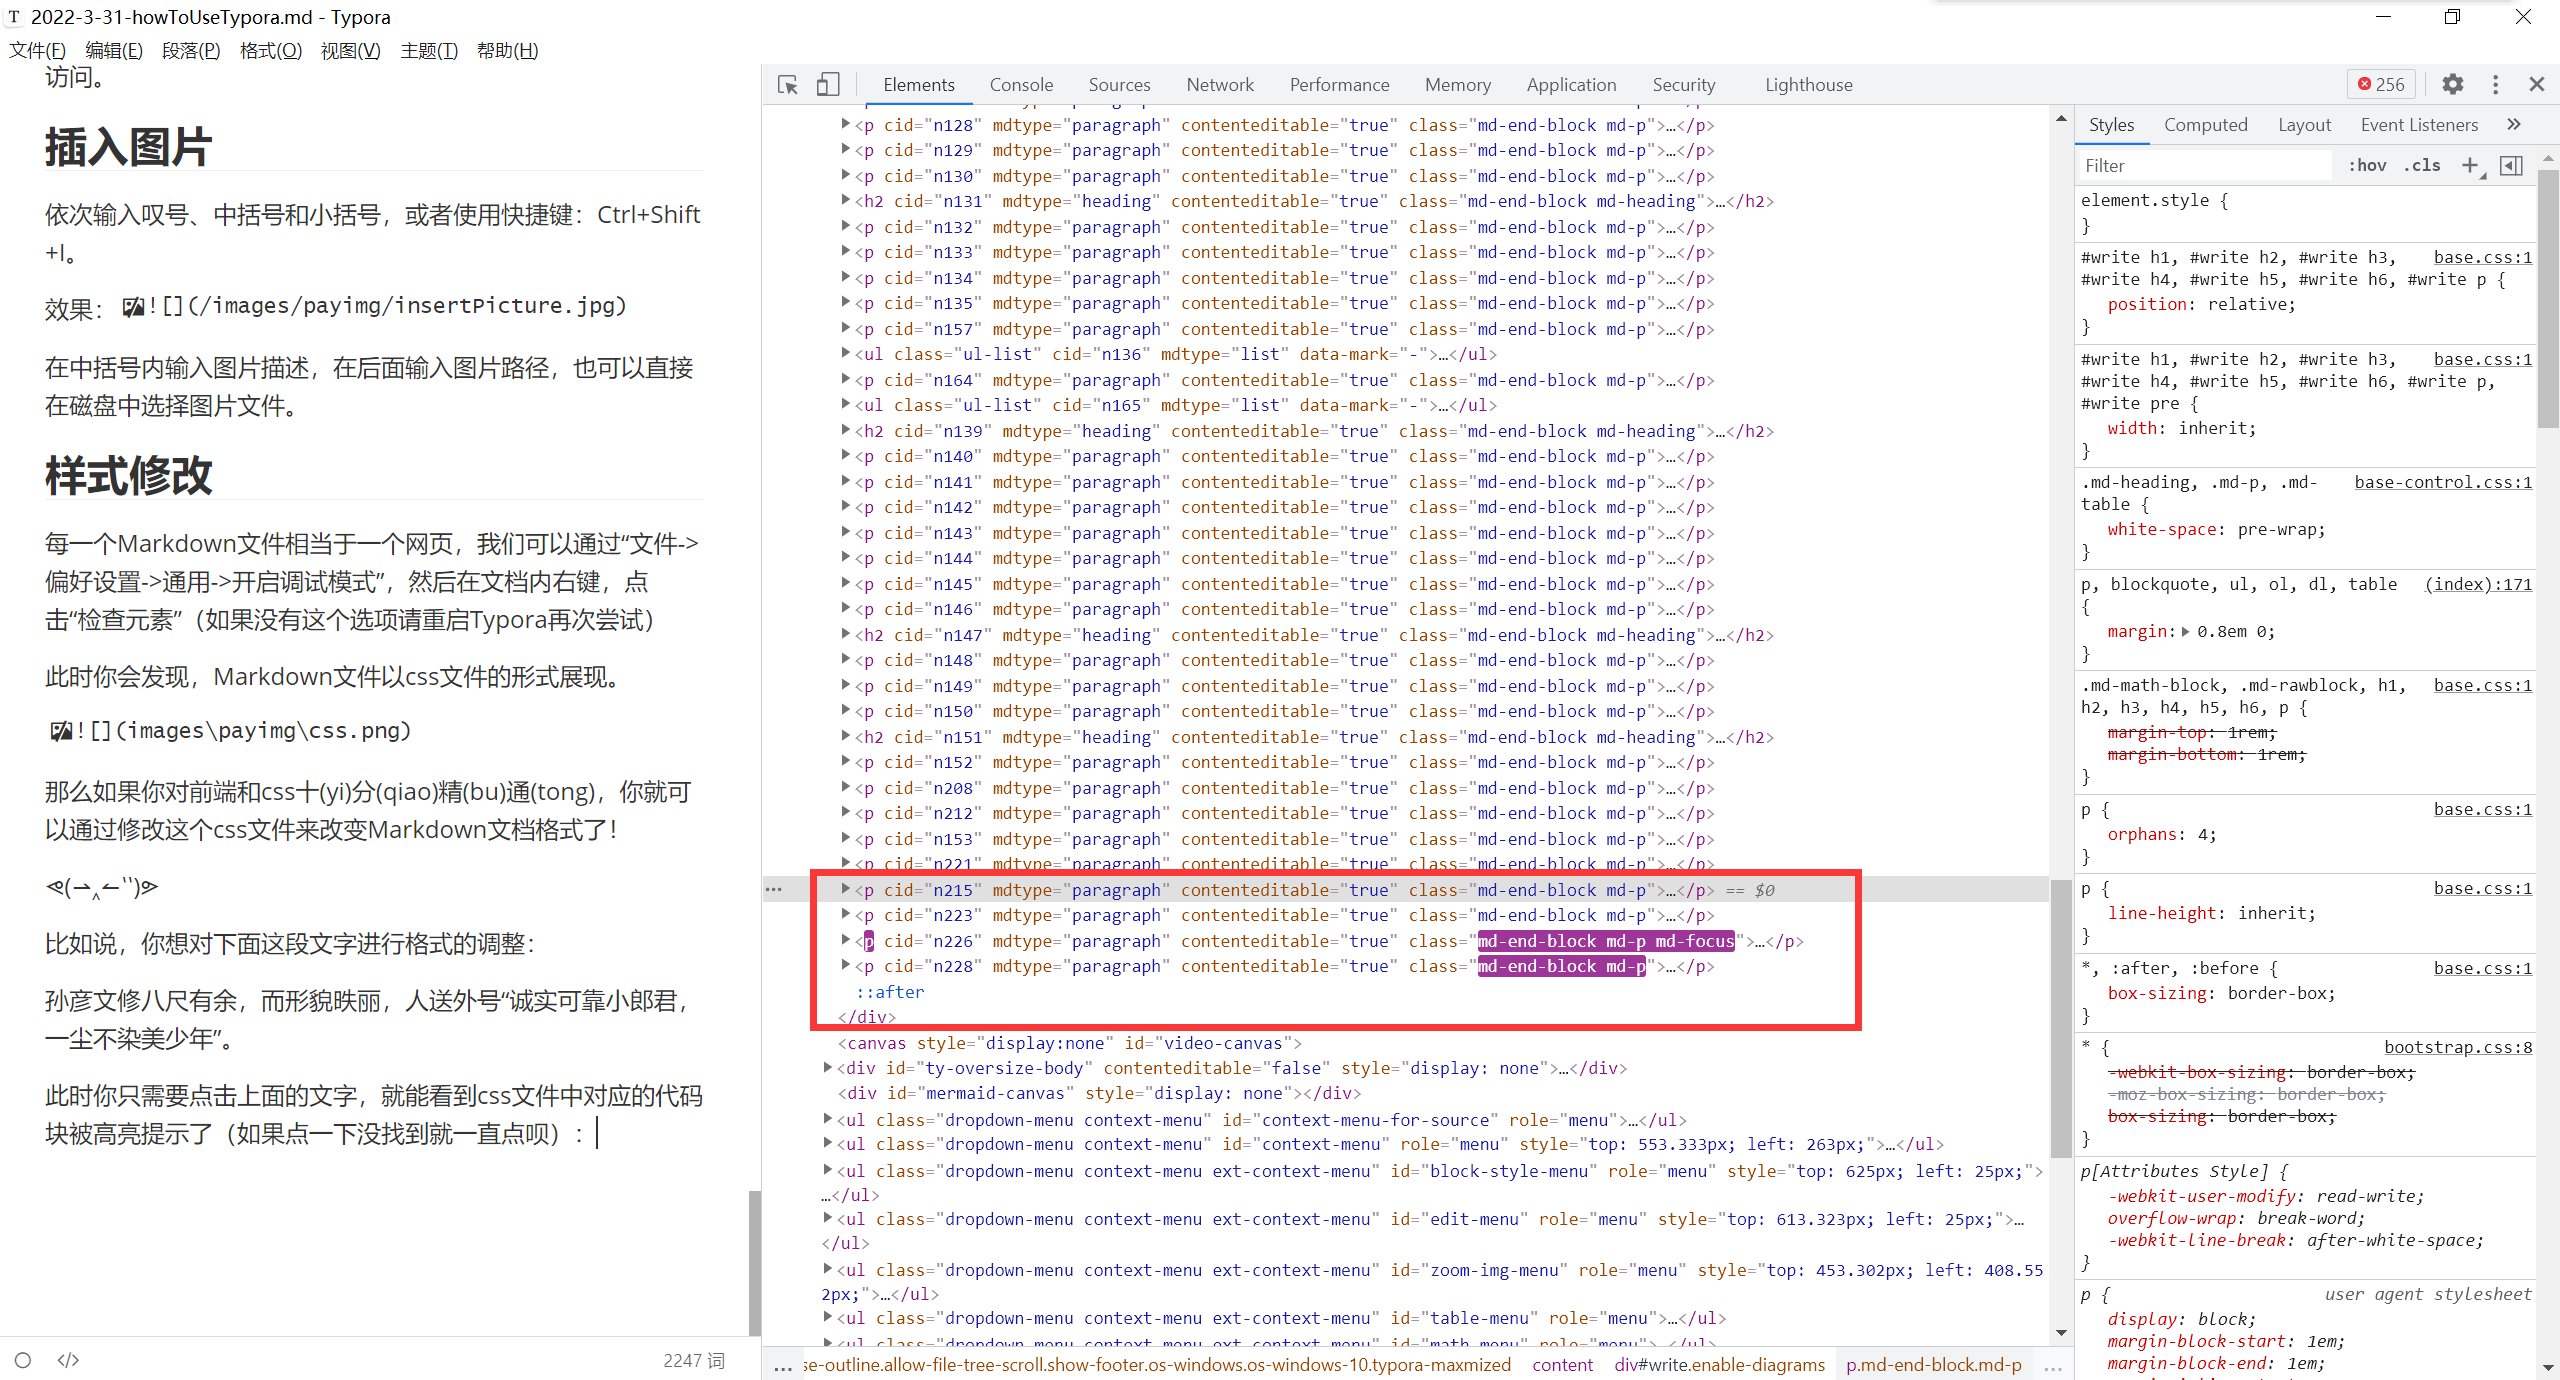 2022-3-31-howToUseTypora.md - Typora
文件(F) 编辑(E) 段落(P) 格式(O) 视图(V) 主题(T) 帮助(H)
访问。
插入图片
依次输入叹号、中括号和小括号，或者使用快捷键：Ctrl+Shift
+I。
效果：![](/images/payimg/insertPicture.jpg)
在中括号内输入图片描述，在后面输入图片路径，也可以直接
在磁盘中选择图片文件。
样式修改
每一个Markdown文件相当于一个网页，我们可以通过“文件->
偏好设置->通用->开启调试模式”，然后在文档内右键，点
击“检查元素”（如果没有这个选项请重启Typora再次尝试）
此时你会发现，Markdown文件以css文件的形式展现。
![](images\payimg\css.png)
那么如果你对前端和css十(yi)分(qiao)精(bu)通(tong)，你就可
以通过修改这个css文件来改变Markdown文档格式了！
比如说，你想对下面这段文字进行格式的调整：
孙彦文修八尺有余，而形貌昳丽，人送外号“诚实可靠小郎君，
一尘不染美少年”。
此时你只需要点击上面的文字，就能看到css文件中对应的代码
块被高亮提示了（如果点一下没找到就一直点呗）：
2247 词
Elements Console Sources Network Performance Memory Application Security Lighthouse 256
<p cid="n128" mdtype="paragraph" contenteditable="true" class="md-end-block md-p">…</p>
<p cid="n129" mdtype="paragraph" contenteditable="true" class="md-end-block md-p">…</p>
<p cid="n130" mdtype="paragraph" contenteditable="true" class="md-end-block md-p">…</p>
<h2 cid="n131" mdtype="heading" contenteditable="true" class="md-end-block md-heading">…</h2>
<p cid="n132" mdtype="paragraph" contenteditable="true" class="md-end-block md-p">…</p>
<p cid="n133" mdtype="paragraph" contenteditable="true" class="md-end-block md-p">…</p>
<p cid="n134" mdtype="paragraph" contenteditable="true" class="md-end-block md-p">…</p>
<p cid="n135" mdtype="paragraph" contenteditable="true" class="md-end-block md-p">…</p>
<p cid="n157" mdtype="paragraph" contenteditable="true" class="md-end-block md-p">…</p>
<ul class="ul-list" cid="n136" mdtype="list" data-mark="-">…</ul>
<p cid="n164" mdtype="paragraph" contenteditable="true" class="md-end-block md-p">…</p>
<ul class="ul-list" cid="n165" mdtype="list" data-mark="-">…</ul>
<h2 cid="n139" mdtype="heading" contenteditable="true" class="md-end-block md-heading">…</h2>
<p cid="n140" mdtype="paragraph" contenteditable="true" class="md-end-block md-p">…</p>
<p cid="n141" mdtype="paragraph" contenteditable="true" class="md-end-block md-p">…</p>
<p cid="n142" mdtype="paragraph" contenteditable="true" class="md-end-block md-p">…</p>
<p cid="n143" mdtype="paragraph" contenteditable="true" class="md-end-block md-p">…</p>
<p cid="n144" mdtype="paragraph" contenteditable="true" class="md-end-block md-p">…</p>
<p cid="n145" mdtype="paragraph" contenteditable="true" class="md-end-block md-p">…</p>
<p cid="n146" mdtype="paragraph" contenteditable="true" class="md-end-block md-p">…</p>
<h2 cid="n147" mdtype="heading" contenteditable="true" class="md-end-block md-heading">…</h2>
<p cid="n148" mdtype="paragraph" contenteditable="true" class="md-end-block md-p">…</p>
<p cid="n149" mdtype="paragraph" contenteditable="true" class="md-end-block md-p">…</p>
<p cid="n150" mdtype="paragraph" contenteditable="true" class="md-end-block md-p">…</p>
<h2 cid="n151" mdtype="heading" contenteditable="true" class="md-end-block md-heading">…</h2>
<p cid="n152" mdtype="paragraph" contenteditable="true" class="md-end-block md-p">…</p>
<p cid="n208" mdtype="paragraph" contenteditable="true" class="md-end-block md-p">…</p>
<p cid="n212" mdtype="paragraph" contenteditable="true" class="md-end-block md-p">…</p>
<p cid="n153" mdtype="paragraph" contenteditable="true" class="md-end-block md-p">…</p>
<p cid="n221" mdtype="paragraph" contenteditable="true" class="md-end-block md-p">…</p>
<p cid="n215" mdtype="paragraph" contenteditable="true" class="md-end-block md-p">…</p> == $0
<p cid="n223" mdtype="paragraph" contenteditable="true" class="md-end-block md-p">…</p>
<p cid="n226" mdtype="paragraph" contenteditable="true" class="md-end-block md-p md-focus">…</p>
<p cid="n228" mdtype="paragraph" contenteditable="true" class="md-end-block md-p">…</p>
::after
</div>
<canvas style="display:none" id="video-canvas">
<div id="ty-oversize-body" contenteditable="false" style="display: none">…</div>
<div id="mermaid-canvas" style="display: none"></div>
<ul class="dropdown-menu context-menu" id="context-menu-for-source" role="menu">…</ul>
<ul class="dropdown-menu context-menu" id="context-menu" role="menu" style="top: 553.333px; left: 263px;">…</ul>
<ul class="dropdown-menu context-menu ext-context-menu" id="block-style-menu" role="menu" style="top: 625px; left: 25px;">
…</ul>
<ul class="dropdown-menu context-menu ext-context-menu" id="edit-menu" role="menu" style="top: 613.323px; left: 25px;">…
</ul>
<ul class="dropdown-menu context-menu ext-context-menu" id="zoom-img-menu" role="menu" style="top: 453.302px; left: 408.55
2px;">…</ul>
<ul class="dropdown-menu context-menu ext-context-menu" id="table-menu" role="menu">…</ul>
<ul class="dropdown-menu context-menu ext-context-menu" id="math-menu" role="menu">…</ul>
… se-outline.allow-file-tree-scroll.show-footer.os-windows.os-windows-10.typora-maxmized content div#write.enable-diagrams p.md-end-block.md-p …
Styles Computed Layout Event Listeners »
Filter :hov .cls +
element.style {
}
#write h1, #write h2, #write h3, base.css:1
#write h4, #write h5, #write h6, #write p {
position: relative;
}
#write h1, #write h2, #write h3, base.css:1
#write h4, #write h5, #write h6, #write p,
#write pre {
width: inherit;
}
.md-heading, .md-p, .md- base-control.css:1
table {
white-space: pre-wrap;
}
p, blockquote, ul, ol, dl, table (index):171
{
margin: 0.8em 0;
}
.md-math-block, .md-rawblock, h1, base.css:1
h2, h3, h4, h5, h6, p {
margin-top: 1rem;
margin-bottom: 1rem;
}
p { base.css:1
orphans: 4;
}
p { base.css:1
line-height: inherit;
}
*, :after, :before { base.css:1
box-sizing: border-box;
}
* { bootstrap.css:8
-webkit-box-sizing: border-box;
-moz-box-sizing: border-box;
box-sizing: border-box;
}
p[Attributes Style] {
-webkit-user-modify: read-write;
overflow-wrap: break-word;
-webkit-line-break: after-white-space;
}
p { user agent stylesheet
display: block;
margin-block-start: 1em;
margin-block-end: 1em;